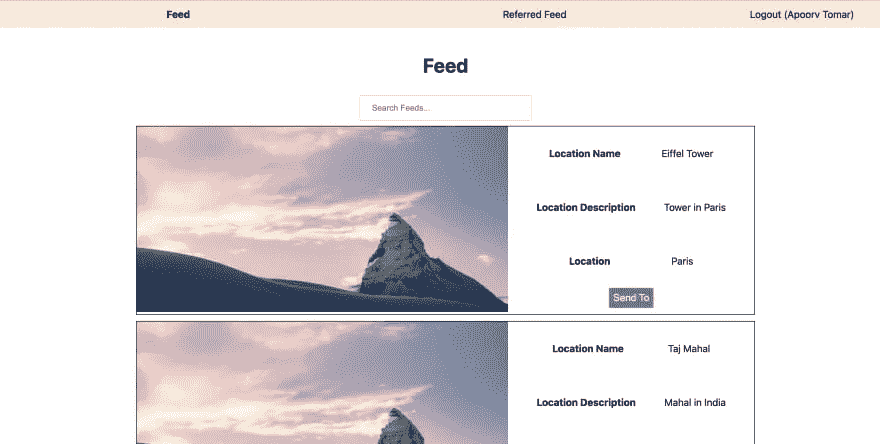 Feed Referred Feed Logout (Apoorv Tomar)
Feed
Search Feeds...
Location Name Eiffel Tower
Location Description Tower in Paris
Location Paris
Send To
Location Name Taj Mahal
Location Description Mahal in India